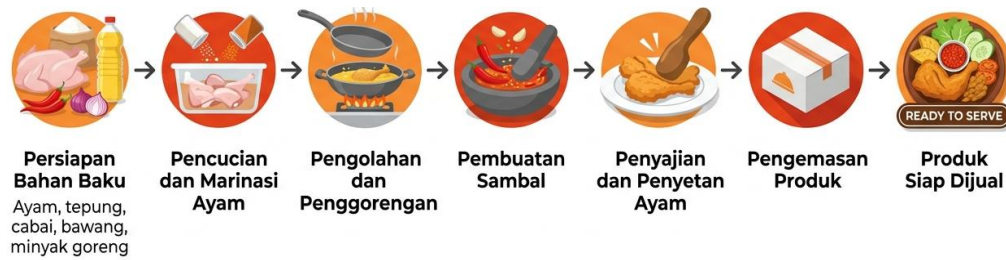 READY TO SERVE
Persiapan
Bahan Baku
Ayam, tepung,
cabai, bawang,
minyak goreng
Pencucian
dan Marinasi
Ayam
Pengolahan
dan
Penggorengan
Pembuatan
Sambal
Penyajian
dan Penyetan
Ayam
Pengemasan
Produk
Produk
Siap Dijual